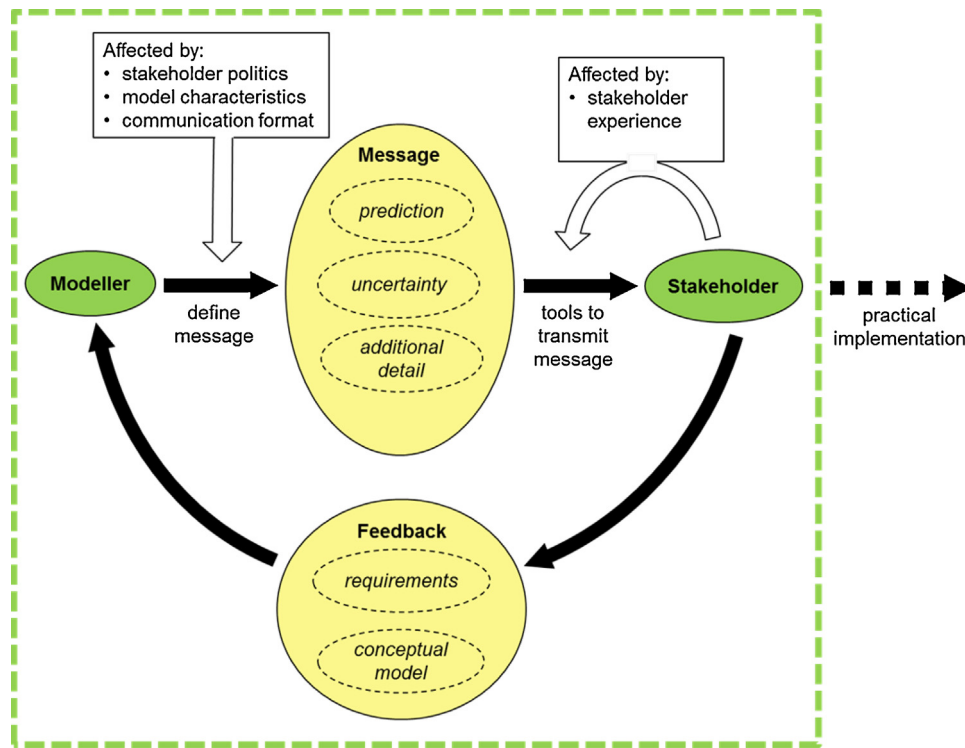 Affected by:
• stakeholder politics
• model characteristics
• communication format
Affected by:
• stakeholder
experience
Message
prediction
uncertainty
additional
detail
Modeller
define
message
tools to
transmit
message
Stakeholder
practical
implementation
Feedback
requirements
conceptual
model